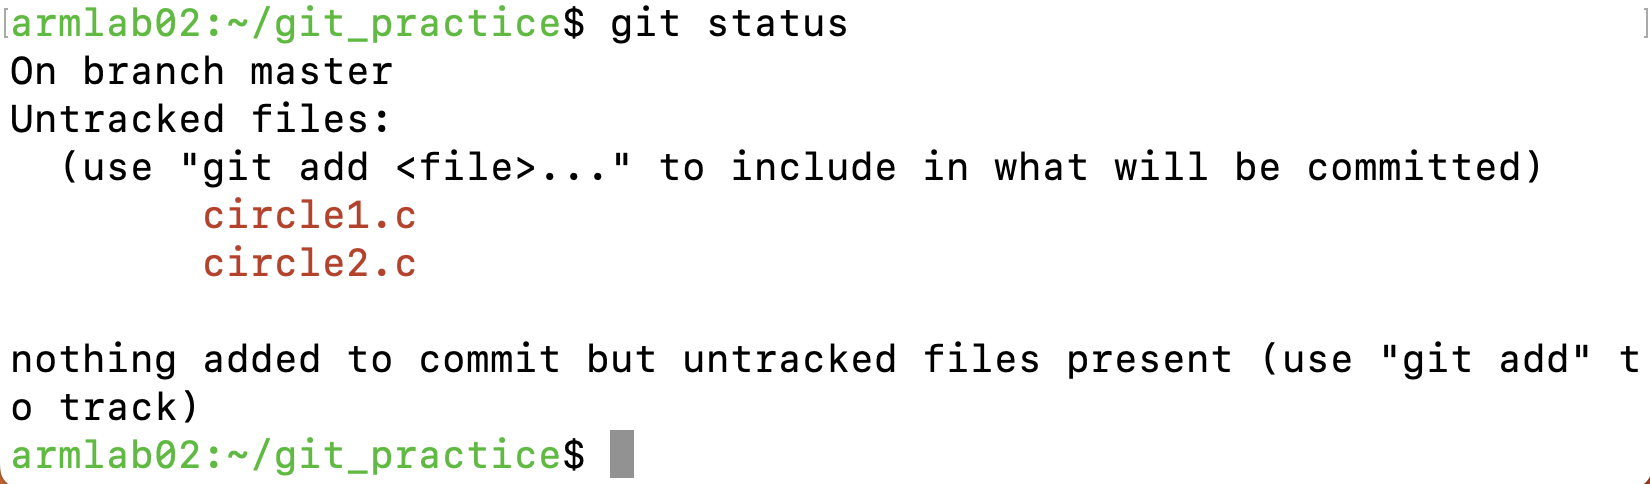 [armlab02:~/git_practice$ git status ]
On branch master
Untracked files:
  (use "git add <file>..." to include in what will be committed)
        circle1.c
        circle2.c

nothing added to commit but untracked files present (use "git add" t
o track)
armlab02:~/git_practice$